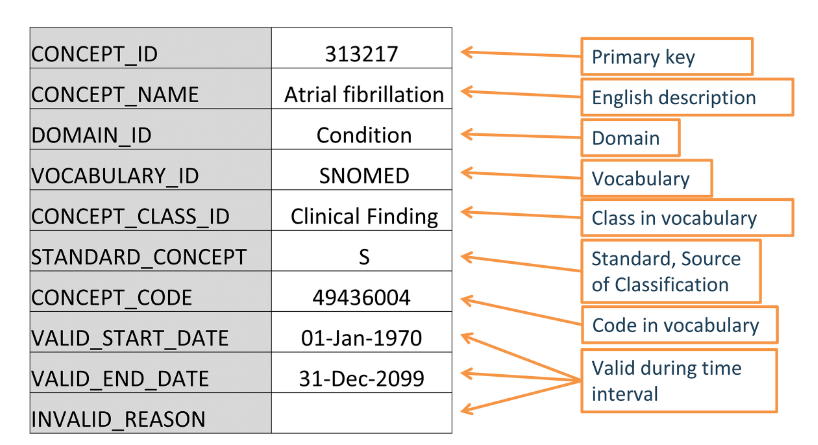 CONCEPT_ID 313217 Primary key
CONCEPT_NAME Atrial fibrillation English description
DOMAIN_ID Condition Domain
VOCABULARY_ID SNOMED Vocabulary
CONCEPT_CLASS_ID Clinical Finding Class in vocabulary
STANDARD_CONCEPT S Standard, Source
of Classification
CONCEPT_CODE 49436004 Code in vocabulary
VALID_START_DATE 01-Jan-1970
VALID_END_DATE 31-Dec-2099 Valid during time
interval
INVALID_REASON